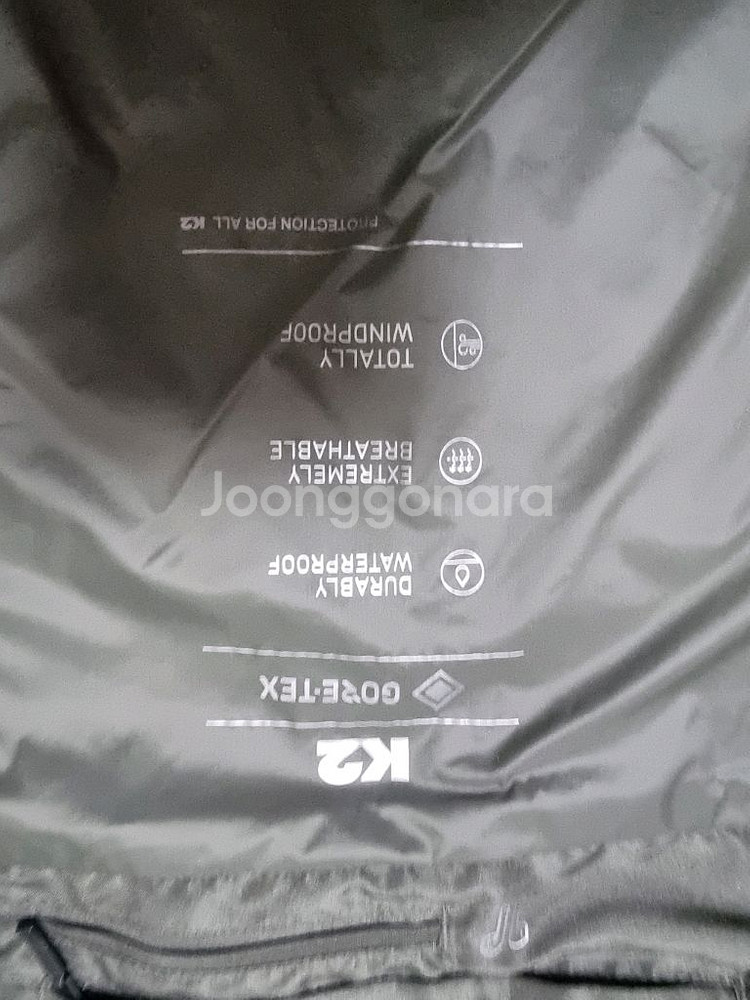 K2
GORE-TEX
DURABLY
WATERPROOF
EXTREMELY
BREATHABLE
TOTALLY
WINDPROOF
PROTECTION FOR ALL K2
Joonggonara